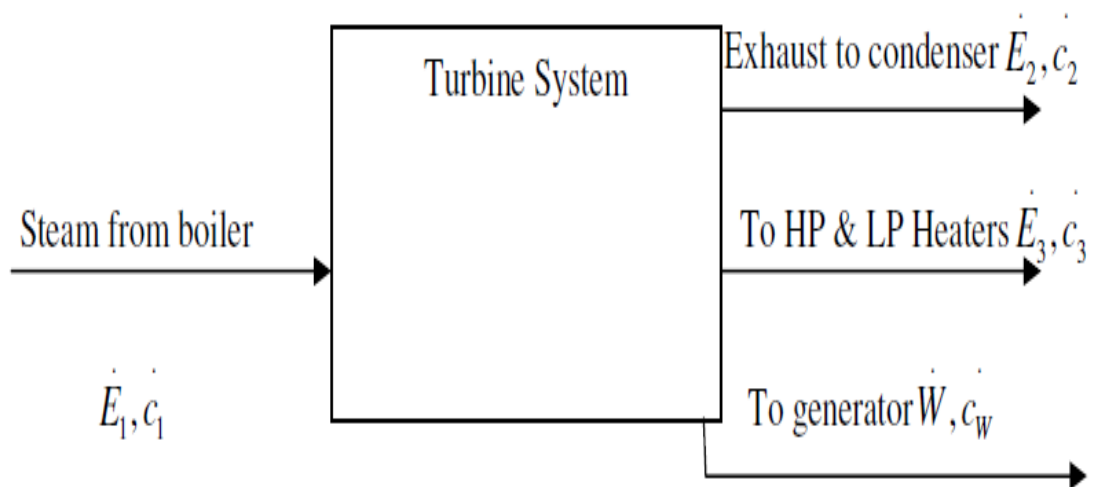 Turbine System
Exhaust to condenser Ė₂, ċ₂
Steam from boiler
To HP & LP Heaters Ė₃, ċ₃
Ė₁, ċ₁
To generator Ẇ, ċ_W